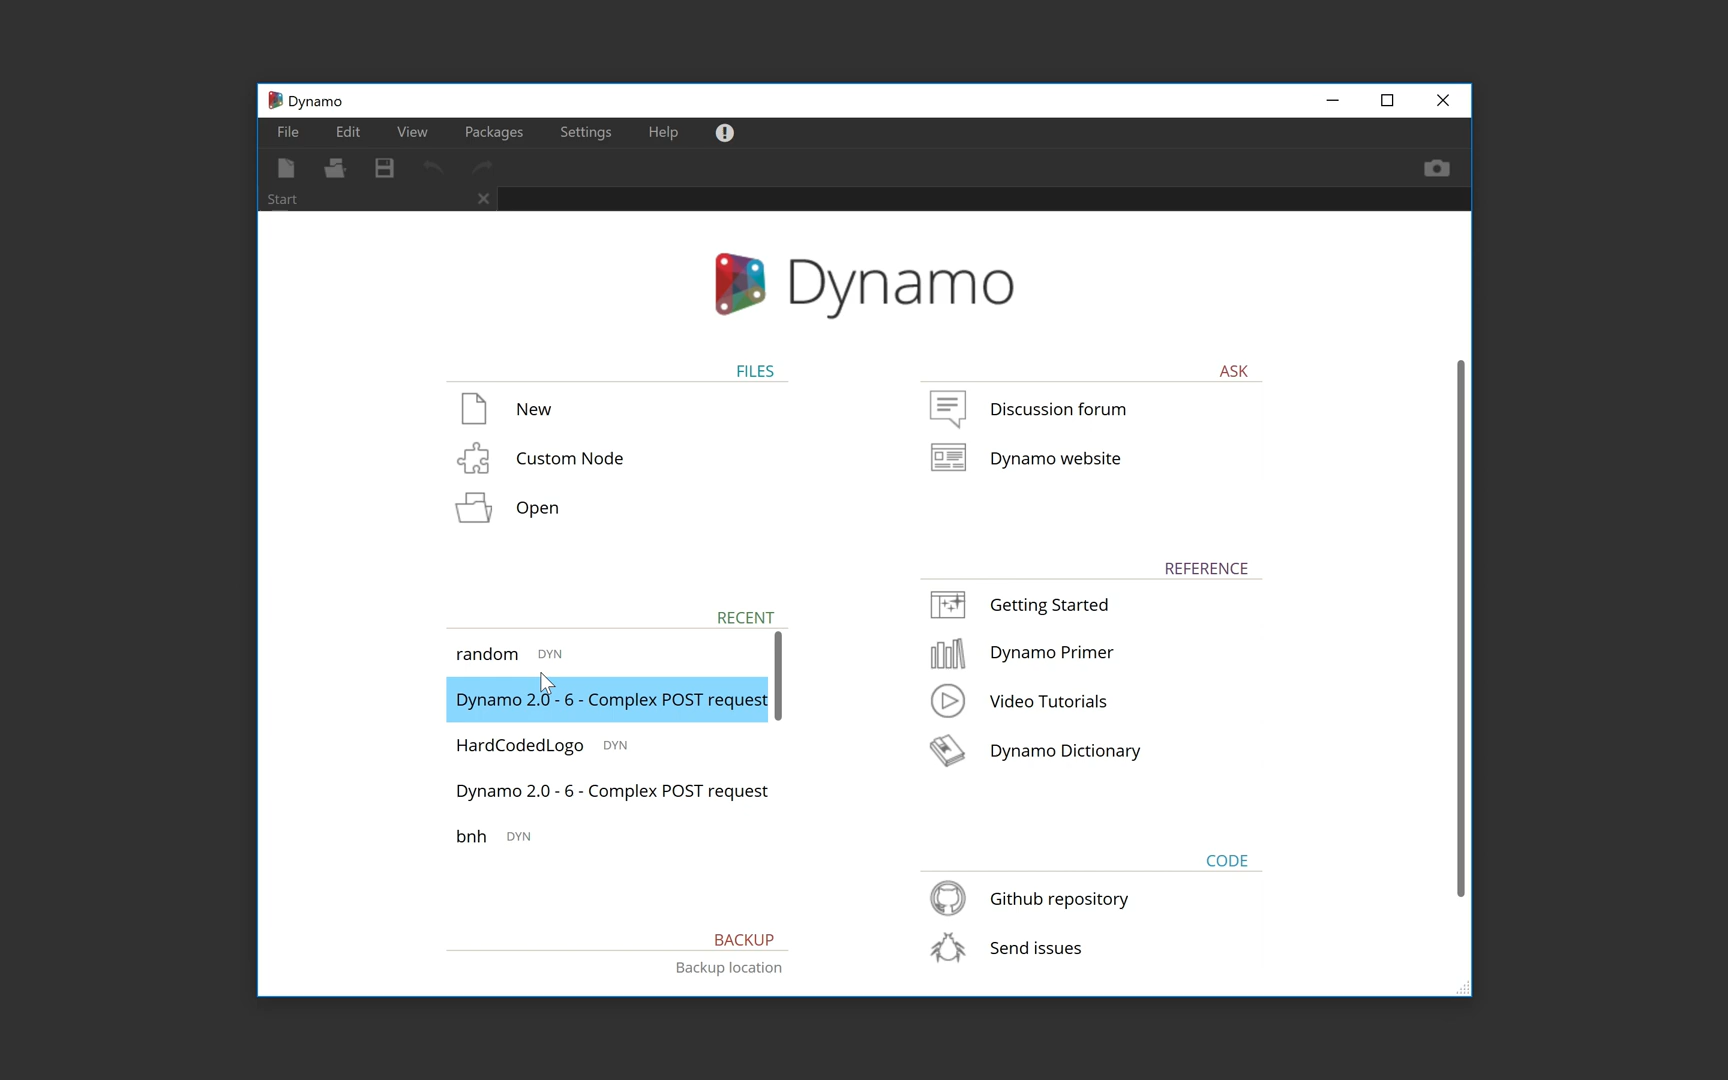 Dynamo
File Edit View Packages Settings Help
Start
Dynamo
FILES
New
Custom Node
Open
RECENT
random DYN
Dynamo 2.0 - 6 - Complex POST request
HardCodedLogo DYN
Dynamo 2.0 - 6 - Complex POST request
bnh DYN
BACKUP
Backup location
ASK
Discussion forum
Dynamo website
REFERENCE
Getting Started
Dynamo Primer
Video Tutorials
Dynamo Dictionary
CODE
Github repository
Send issues